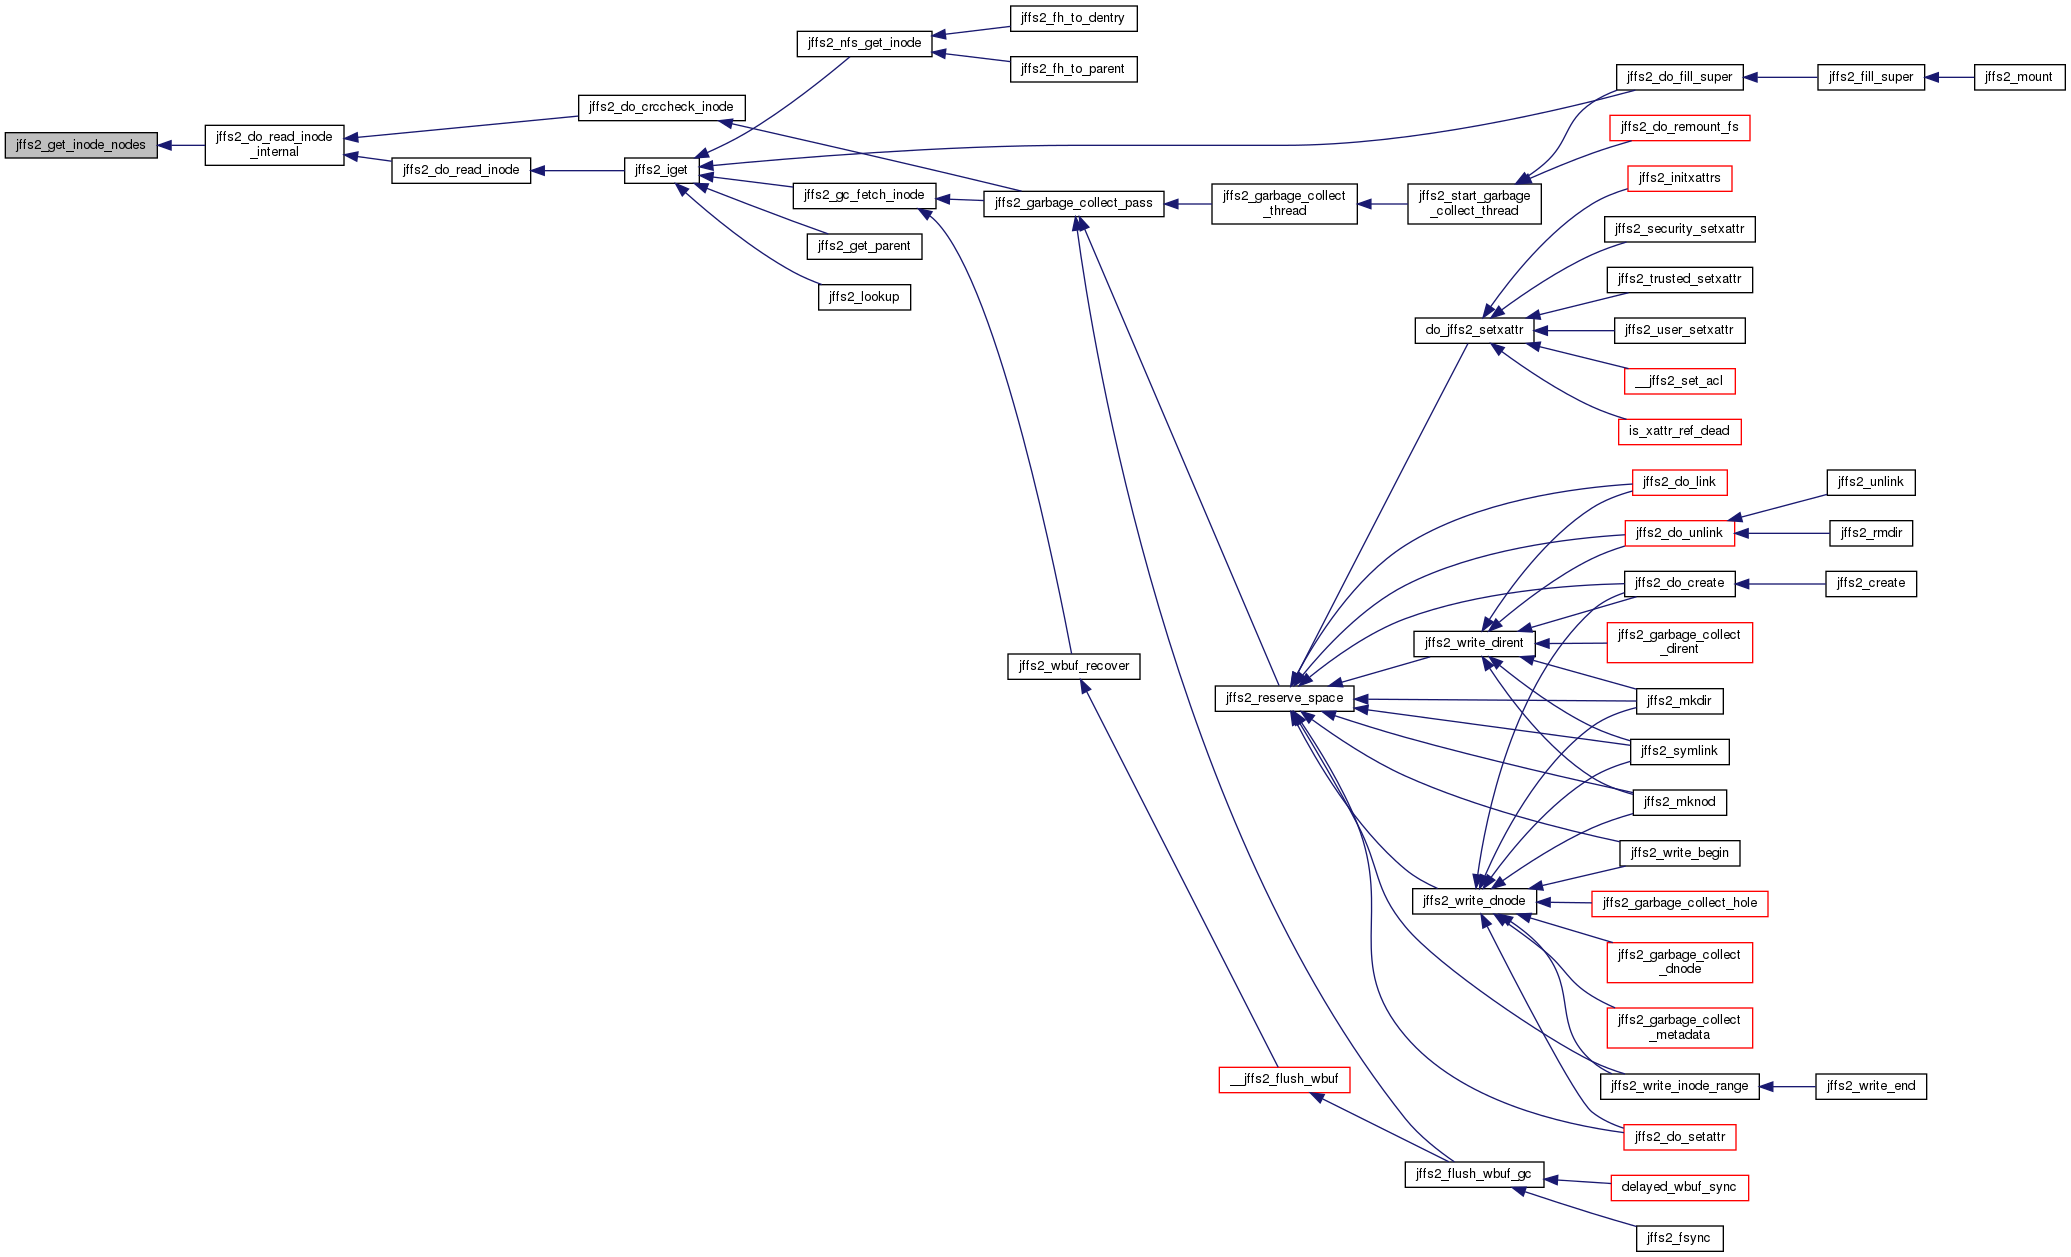 jffs2_fh_to_dentry
jffs2_nfs_get_inode
jffs2_fh_to_parent
jffs2_do_fill_super
jffs2_fill_super
jffs2_mount
jffs2_do_crccheck_inode
jffs2_do_remount_fs
jffs2_get_inode_nodes
jffs2_do_read_inode
_internal
jffs2_do_read_inode
jffs2_iget
jffs2_initxattrs
jffs2_gc_fetch_inode
jffs2_garbage_collect_pass
jffs2_garbage_collect
_thread
jffs2_start_garbage
_collect_thread
jffs2_security_setxattr
jffs2_get_parent
jffs2_trusted_setxattr
jffs2_lookup
do_jffs2_setxattr
jffs2_user_setxattr
__jffs2_set_acl
is_xattr_ref_dead
jffs2_do_link
jffs2_unlink
jffs2_do_unlink
jffs2_rmdir
jffs2_do_create
jffs2_create
jffs2_write_dirent
jffs2_garbage_collect
_dirent
jffs2_wbuf_recover
jffs2_reserve_space
jffs2_mkdir
jffs2_symlink
jffs2_mknod
jffs2_write_begin
jffs2_write_dnode
jffs2_garbage_collect_hole
jffs2_garbage_collect
_dnode
jffs2_garbage_collect
_metadata
__jffs2_flush_wbuf
jffs2_write_inode_range
jffs2_write_end
jffs2_do_setattr
jffs2_flush_wbuf_gc
delayed_wbuf_sync
jffs2_fsync